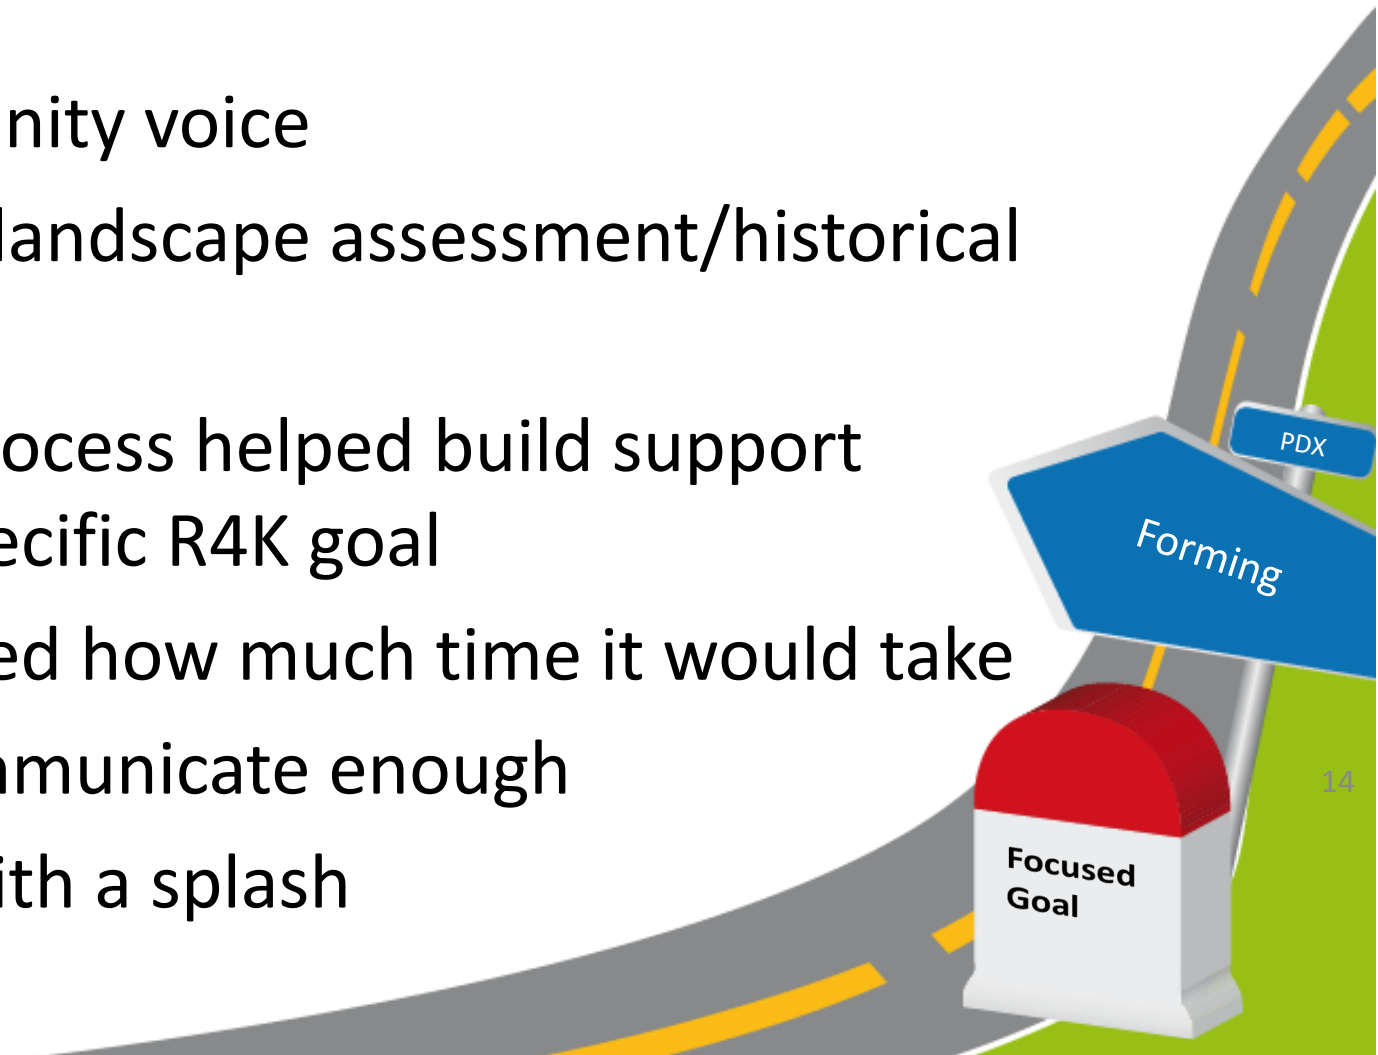 nity voice
landscape assessment/historical
ocess helped build support
ecific R4K goal
ed how much time it would take
mmunicate enough
ith a splash
PDX
Forming
14
Focused
Goal